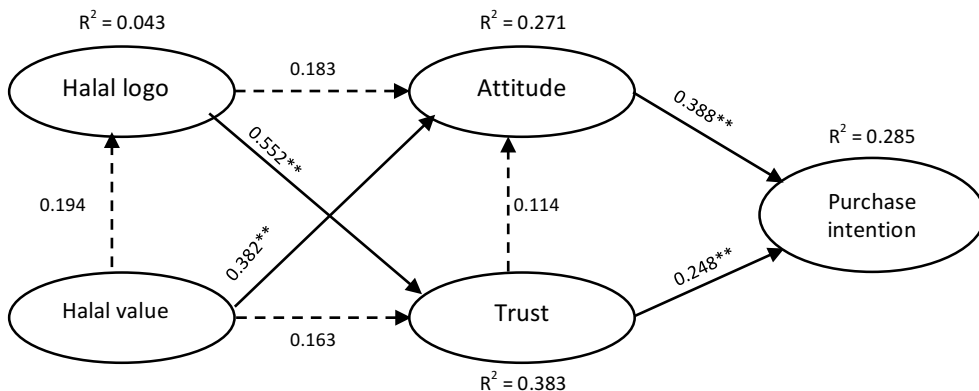 R² = 0.043
R² = 0.271
Halal logo
0.183
Attitude
0.388**
R² = 0.285
0.552**
0.194
0.114
Purchase
intention
0.382**
0.248**
Halal value
0.163
Trust
R² = 0.383